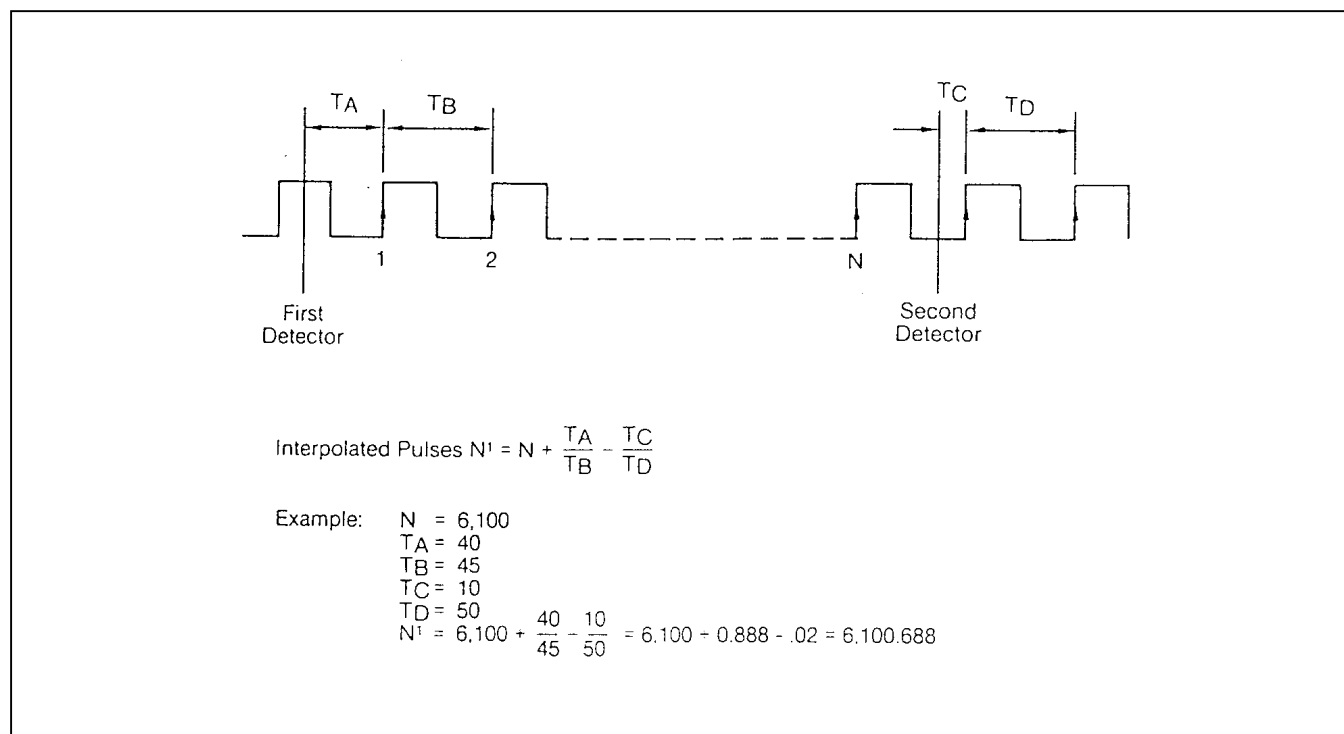 TA TB TC TD
1 2 N
First Detector
Second Detector
Interpolated Pulses N¹ = N + TA/TB - TC/TD
Example: N = 6,100
TA = 40
TB = 45
TC = 10
TD = 50
N¹ = 6,100 + 40/45 - 10/50 = 6,100 + 0.888 - .02 = 6,100.688